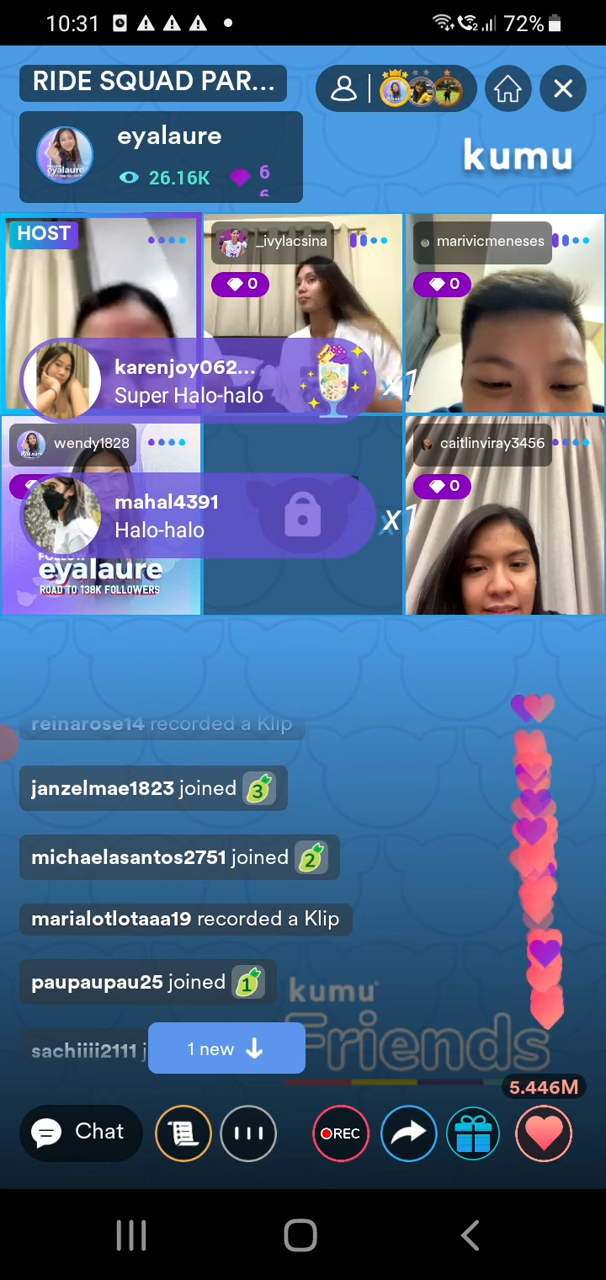 10:31
72%
RIDE SQUAD PAR...
eyalaure
26.16K
kumu
HOST
_ivylacsina
marivicmeneses
0
0
karenjoy062...
Super Halo-halo
x1
wendy1828
caitlinviray3456
0
mahal4391
Halo-halo
x1
eyalaure
ROAD TO 138K FOLLOWERS
reinarose14 recorded a Klip
janzelmae1823 joined 3
michaelasantos2751 joined 2
marialotlotaaa19 recorded a Klip
paupaupau25 joined 1
kumu
Friends
sachiiii2111 j
1 new
5.446M
Chat
REC